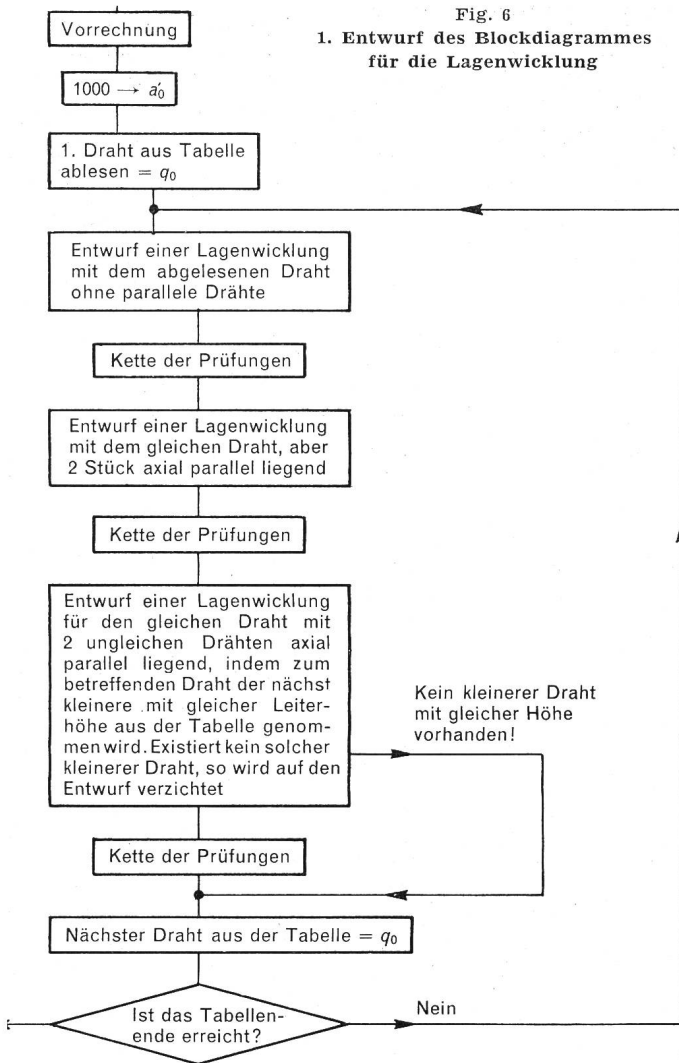 Fig. 6
1. Entwurf des Blockdiagrammes
für die Lagenwicklung
Vorrechnung
1000 → a′₀
1. Draht aus Tabelle
ablesen = q₀
Entwurf einer Lagenwicklung
mit dem abgelesenen Draht
ohne parallele Drähte
Kette der Prüfungen
Entwurf einer Lagenwicklung
mit dem gleichen Draht, aber
2 Stück axial parallel liegend
Kette der Prüfungen
Entwurf einer Lagenwicklung
für den gleichen Draht mit
2 ungleichen Drähten axial
parallel liegend, indem zum
betreffenden Draht der nächst
kleinere mit gleicher Leiter-
höhe aus der Tabelle genom-
men wird. Existiert kein solcher
kleinerer Draht, so wird auf den
Entwurf verzichtet
Kein kleinerer Draht
mit gleicher Höhe
vorhanden!
Kette der Prüfungen
Nächster Draht aus der Tabelle = q₀
Ist das Tabellen-
ende erreicht?
Nein